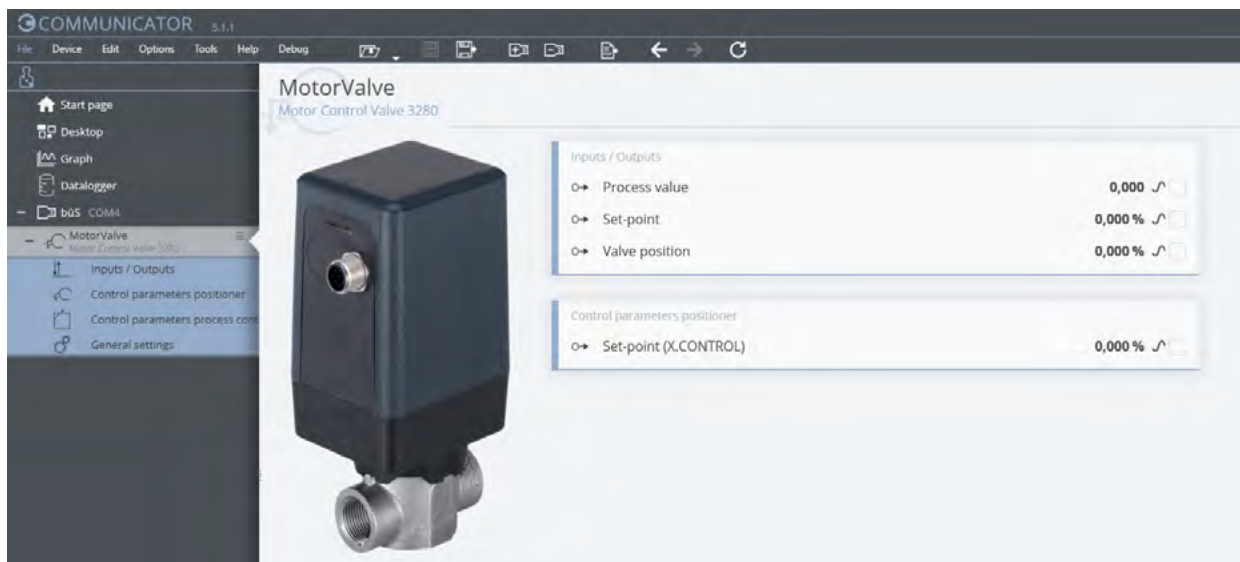 COMMUNICATOR 5.1.1
File Device Edit Options Tools Help Debug
Start page
Desktop
Graph
Datalogger
büS COM4
MotorValve
Motor Control Valve 3280
Inputs / Outputs
Control parameters positioner
Control parameters process cont
General settings
MotorValve
Motor Control Valve 3280
Inputs / Outputs
Process value 0,000
Set-point 0,000 %
Valve position 0,000 %
Control parameters positioner
Set-point (X.CONTROL) 0,000 %